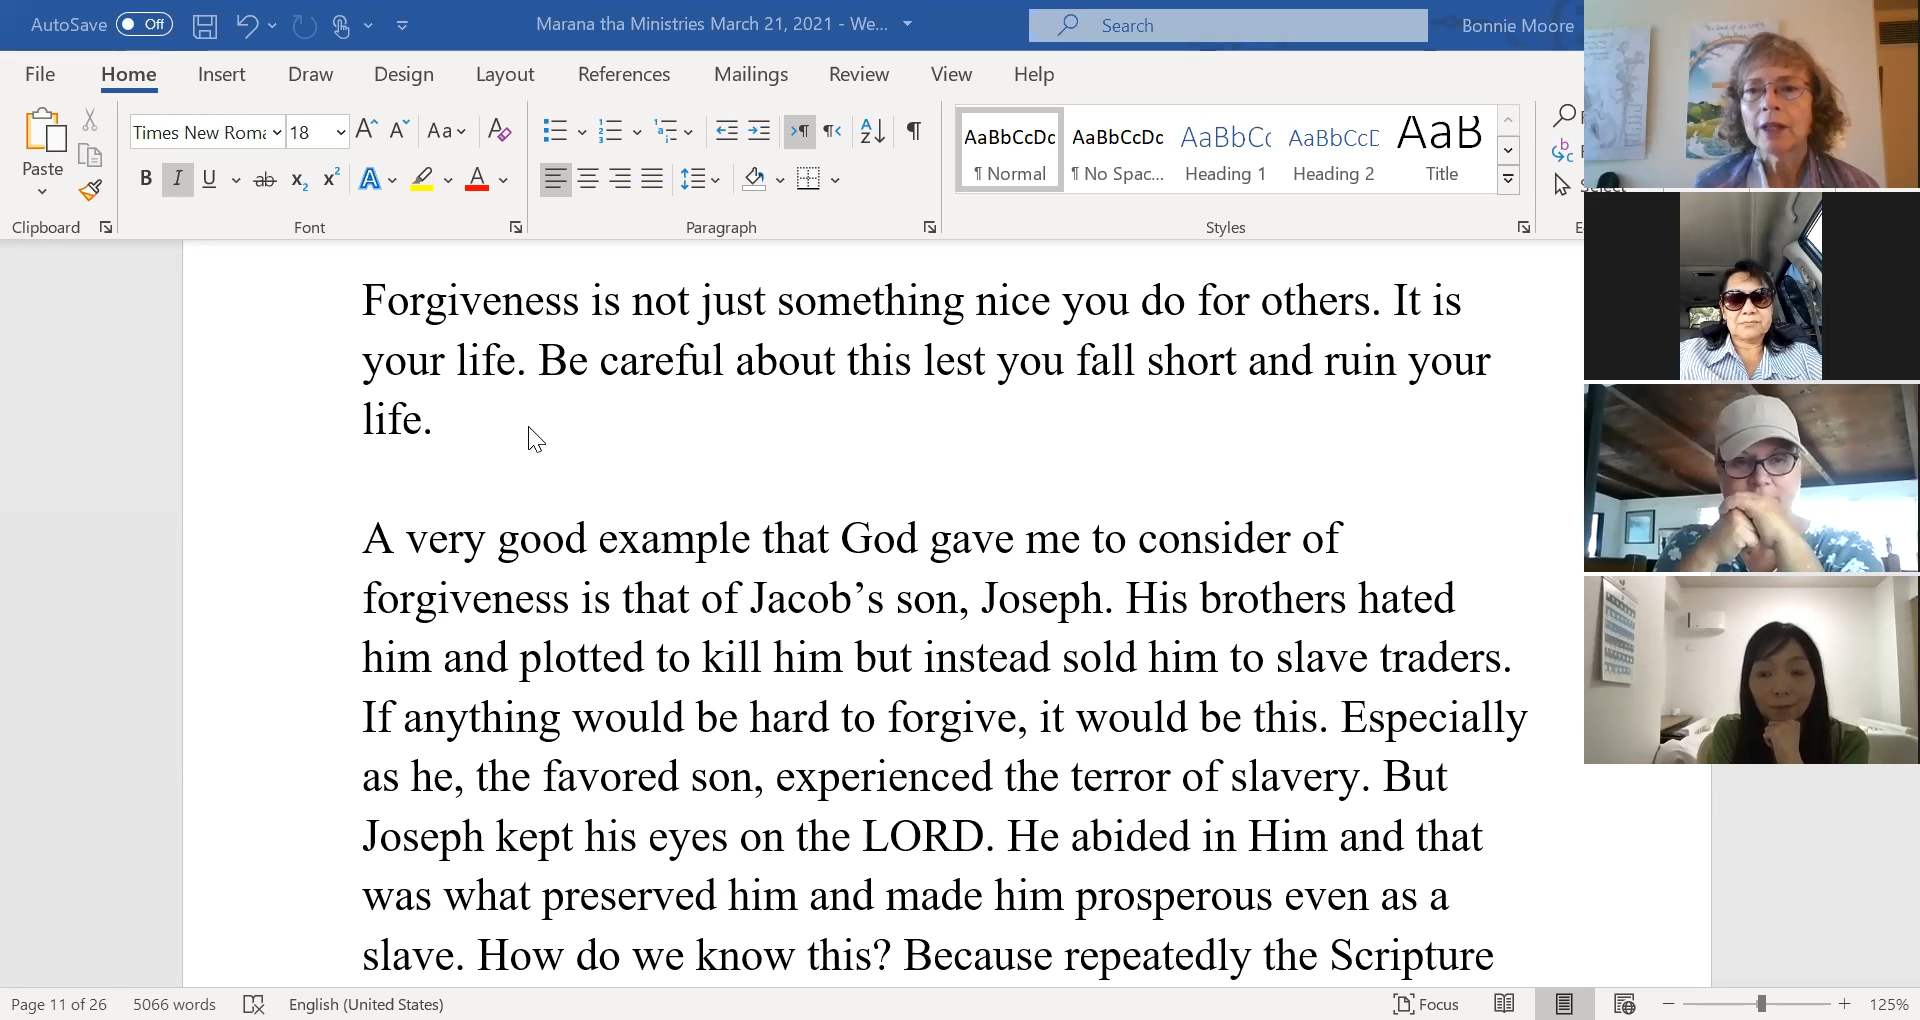 AutoSave Off Marana tha Ministries March 21, 2021 - We... Search Bonnie Moore
File Home Insert Draw Design Layout References Mailings Review View Help
Times New Roma 18 Aa
Paste
B I U ab x2 x2 A A
AaBbCcDc AaBbCcDc AaBbCc AaBbCcE AaB
¶ Normal ¶ No Spac... Heading 1 Heading 2 Title
Select
Clipboard Font Paragraph Styles
Forgiveness is not just something nice you do for others. It is
your life. Be careful about this lest you fall short and ruin your
life.
A very good example that God gave me to consider of
forgiveness is that of Jacob’s son, Joseph. His brothers hated
him and plotted to kill him but instead sold him to slave traders.
If anything would be hard to forgive, it would be this. Especially
as he, the favored son, experienced the terror of slavery. But
Joseph kept his eyes on the LORD. He abided in Him and that
was what preserved him and made him prosperous even as a
slave. How do we know this? Because repeatedly the Scripture
Page 11 of 26 5066 words English (United States) Focus 125%